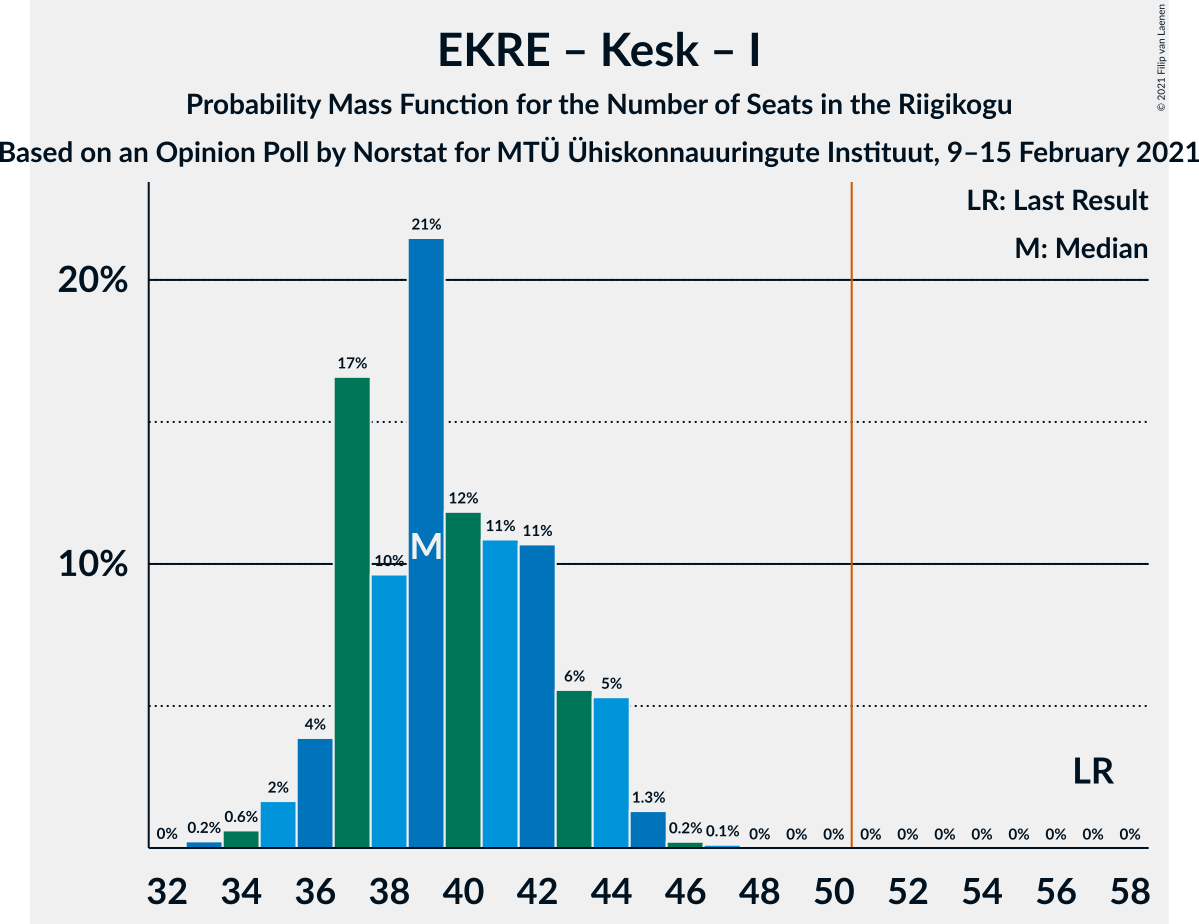 EKRE – Kesk – I
Probability Mass Function for the Number of Seats in the Riigikogu
Based on an Opinion Poll by Norstat for MTÜ Ühiskonnauuringute Instituut, 9–15 February 2021
© 2021 Filip van Laenen
LR: Last Result
M: Median
20%
10%
0% 0.2% 0.6% 2% 4% 17% 10% 21% 12% 11% 11% 6% 5% 1.3% 0.2% 0.1% 0% 0% 0% 0% 0% 0% 0% 0% 0% 0% 0%
M
LR
32 34 36 38 40 42 44 46 48 50 52 54 56 58